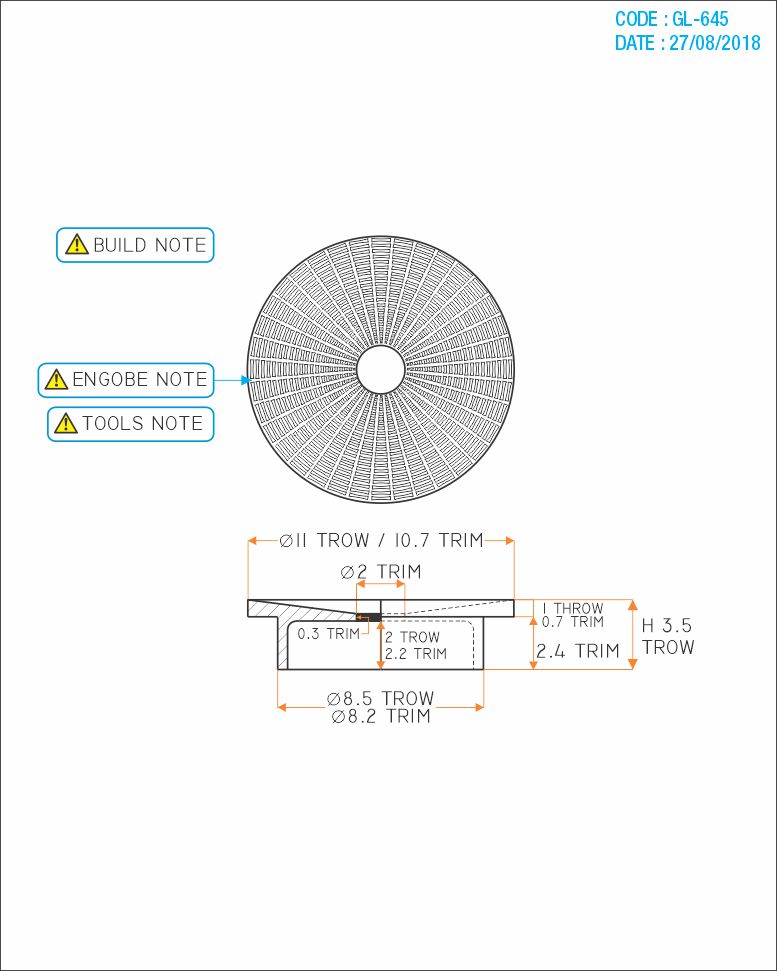 CODE : GL-645
DATE : 27/08/2018
BUILD NOTE
ENGOBE NOTE
TOOLS NOTE
Ø11 TROW / 10.7 TRIM
Ø2 TRIM
1 THROW
0.7 TRIM
0.3 TRIM
2 TROW
2.2 TRIM
2.4 TRIM
H 3.5
TROW
Ø8.5 TROW
Ø8.2 TRIM